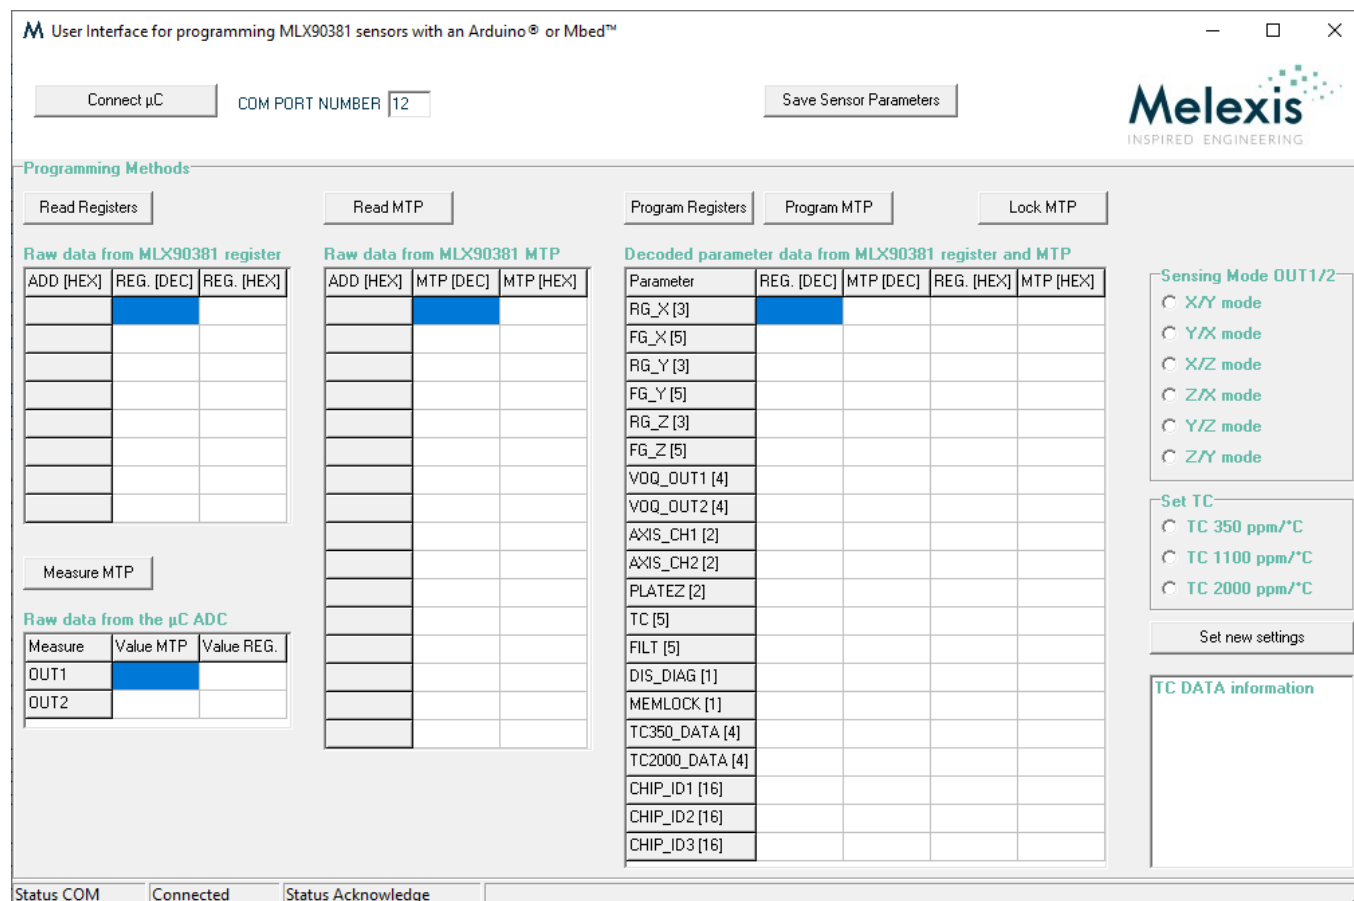 User Interface for programming MLX90381 sensors with an Arduino® or Mbed™
Connect µC
COM PORT NUMBER 12
Save Sensor Parameters
Melexis
INSPIRED ENGINEERING
Programming Methods
Read Registers
Read MTP
Program Registers
Program MTP
Lock MTP
Raw data from MLX90381 register
ADD [HEX] REG. [DEC] REG. [HEX]
Measure MTP
Raw data from the µC ADC
Measure Value MTP Value REG.
OUT1
OUT2
Raw data from MLX90381 MTP
ADD [HEX] MTP [DEC] MTP [HEX]
Decoded parameter data from MLX90381 register and MTP
Parameter REG. [DEC] MTP [DEC] REG. [HEX] MTP [HEX]
RG_X [3]
FG_X [5]
RG_Y [3]
FG_Y [5]
RG_Z [3]
FG_Z [5]
VOQ_OUT1 [4]
VOQ_OUT2 [4]
AXIS_CH1 [2]
AXIS_CH2 [2]
PLATEZ [2]
TC [5]
FILT [5]
DIS_DIAG [1]
MEMLOCK [1]
TC350_DATA [4]
TC2000_DATA [4]
CHIP_ID1 [16]
CHIP_ID2 [16]
CHIP_ID3 [16]
Sensing Mode OUT1/2
X/Y mode
Y/X mode
X/Z mode
Z/X mode
Y/Z mode
Z/Y mode
Set TC
TC 350 ppm/°C
TC 1100 ppm/°C
TC 2000 ppm/°C
Set new settings
TC DATA information
Status COM
Connected
Status Acknowledge